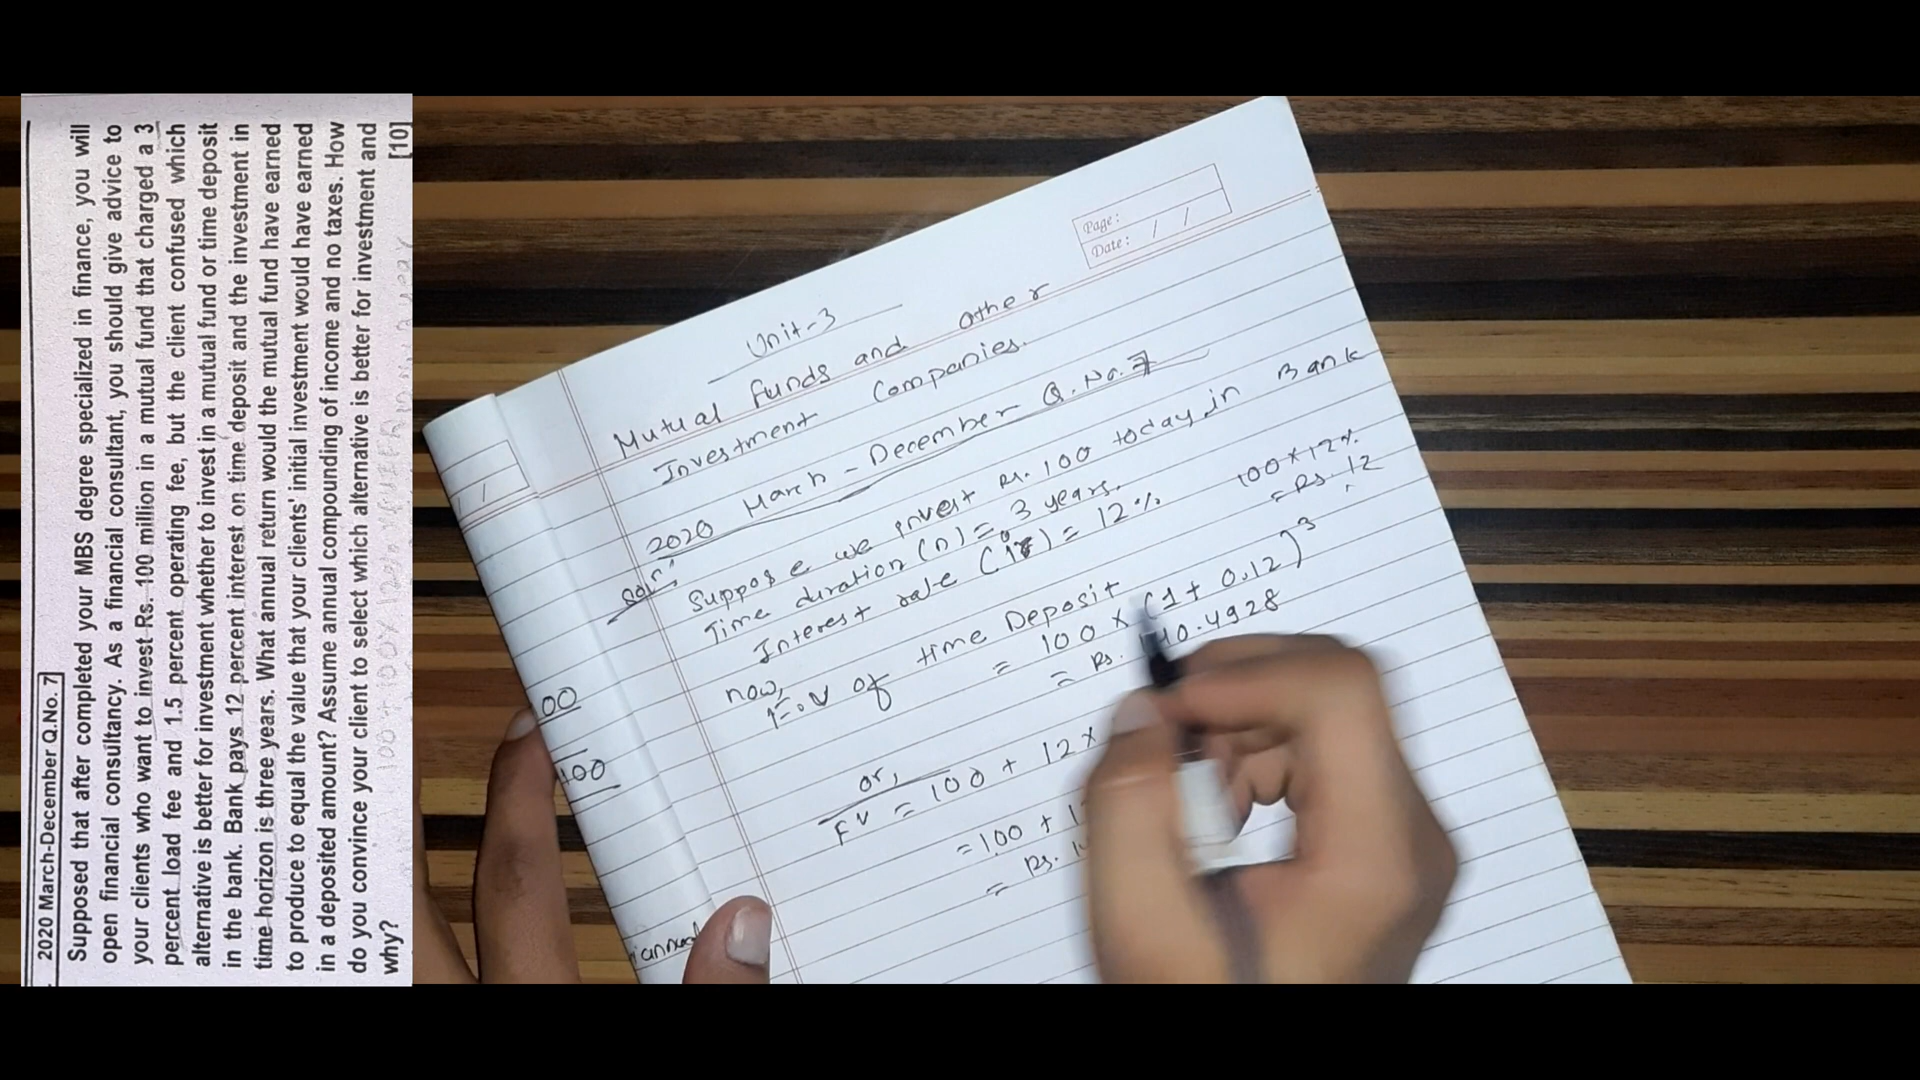 2020 March-December Q.No. 7
Supposed that after completed your MBS degree specialized in finance, you will
open financial consultancy. As a financial consultant, you should give advice to
your clients who want to invest Rs. 100 million in a mutual fund that charged a 3
percent load fee and 1.5 percent operating fee, but the client confused which
alternative is better for investment whether to invest in a mutual fund or time deposit
in the bank. Bank pays 12 percent interest on time deposit and the investment in
time horizon is three years. What annual return would the mutual fund have earned
to produce to equal the value that your clients' initial investment would have earned
in a deposited amount? Assume annual compounding of income and no taxes. How
do you convince your client to select which alternative is better for investment and
why? [10]
Page :
Date : / /
Unit-3
Mutual funds and other
Investment Companies.
2020 March - December Q. No. 7
Soln:
Suppose we invest Rs. 100 today in Bank
Time duration (n) = 3 years.
Interest rate = 12 %
100 x 12%
= Rs. 12
now,
F.V of time Deposit
= 100 x (1 + 0.12)3
= Rs. 40.4928
or,
FV = 100 + 12 x
= 100 + 1
= Rs. 1
/
00
100
annual